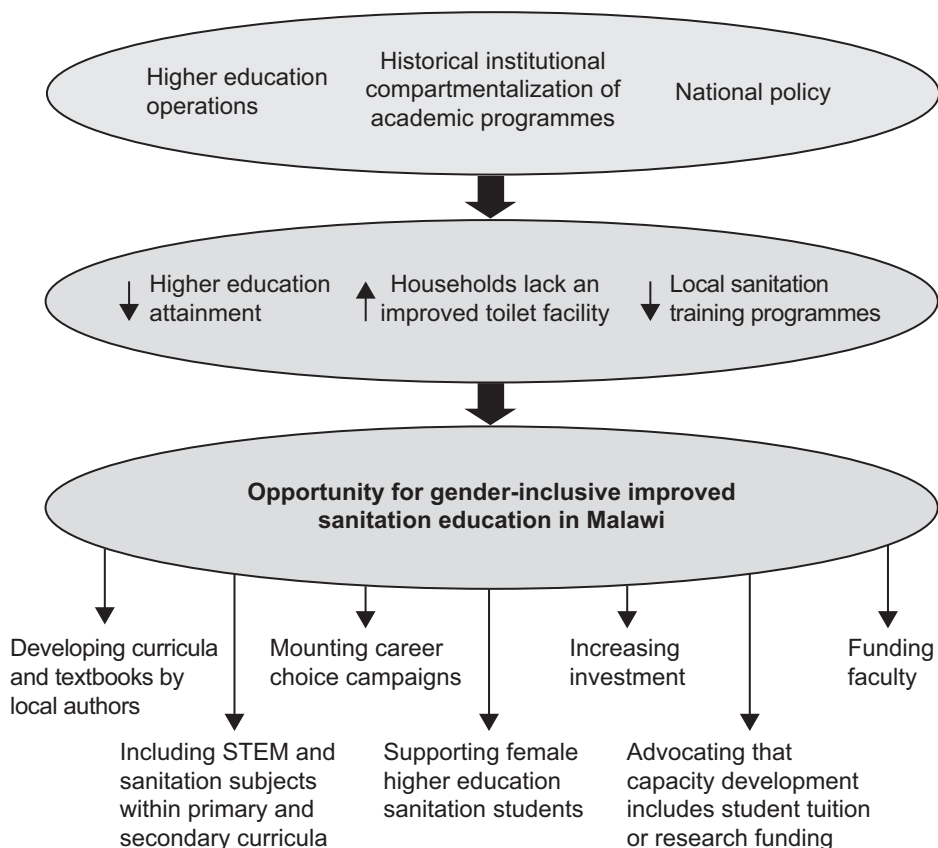 Higher education
operations
Historical institutional
compartmentalization of
academic programmes
National policy
Higher education
attainment
Households lack an
improved toilet facility
Local sanitation
training programmes
Opportunity for gender-inclusive improved
sanitation education in Malawi
Developing curricula
and textbooks by
local authors
Mounting career
choice campaigns
Increasing
investment
Funding
faculty
Including STEM and
sanitation subjects
within primary and
secondary curricula
Supporting female
higher education
sanitation students
Advocating that
capacity development
includes student tuition
or research funding